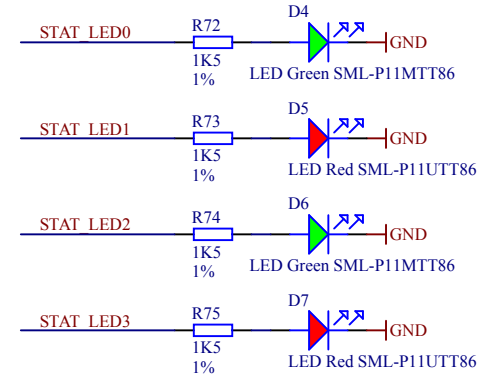 D4
STAT_LED0 R72
GND
1K5
1% LED Green SML-P11MTT86
D5
STAT_LED1 R73
GND
1K5
1% LED Red SML-P11UTT86
D6
STAT_LED2 R74
GND
1K5
1% LED Green SML-P11MTT86
D7
STAT_LED3 R75
GND
1K5
1% LED Red SML-P11UTT86